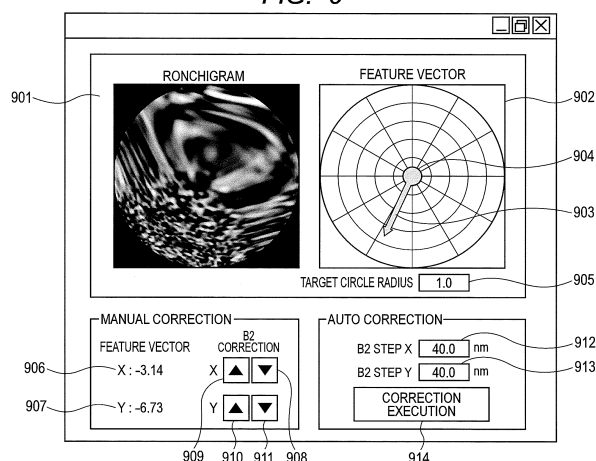 RONCHIGRAM
FEATURE VECTOR
901
902
904
903
TARGET CIRCLE RADIUS 1.0
905
MANUAL CORRECTION
FEATURE VECTOR
B2
CORRECTION
906
X : -3.14
X
907
Y : -6.73
Y
909
910
911
908
AUTO CORRECTION
B2 STEP X 40.0 nm
912
B2 STEP Y 40.0 nm
913
CORRECTION
EXECUTION
914